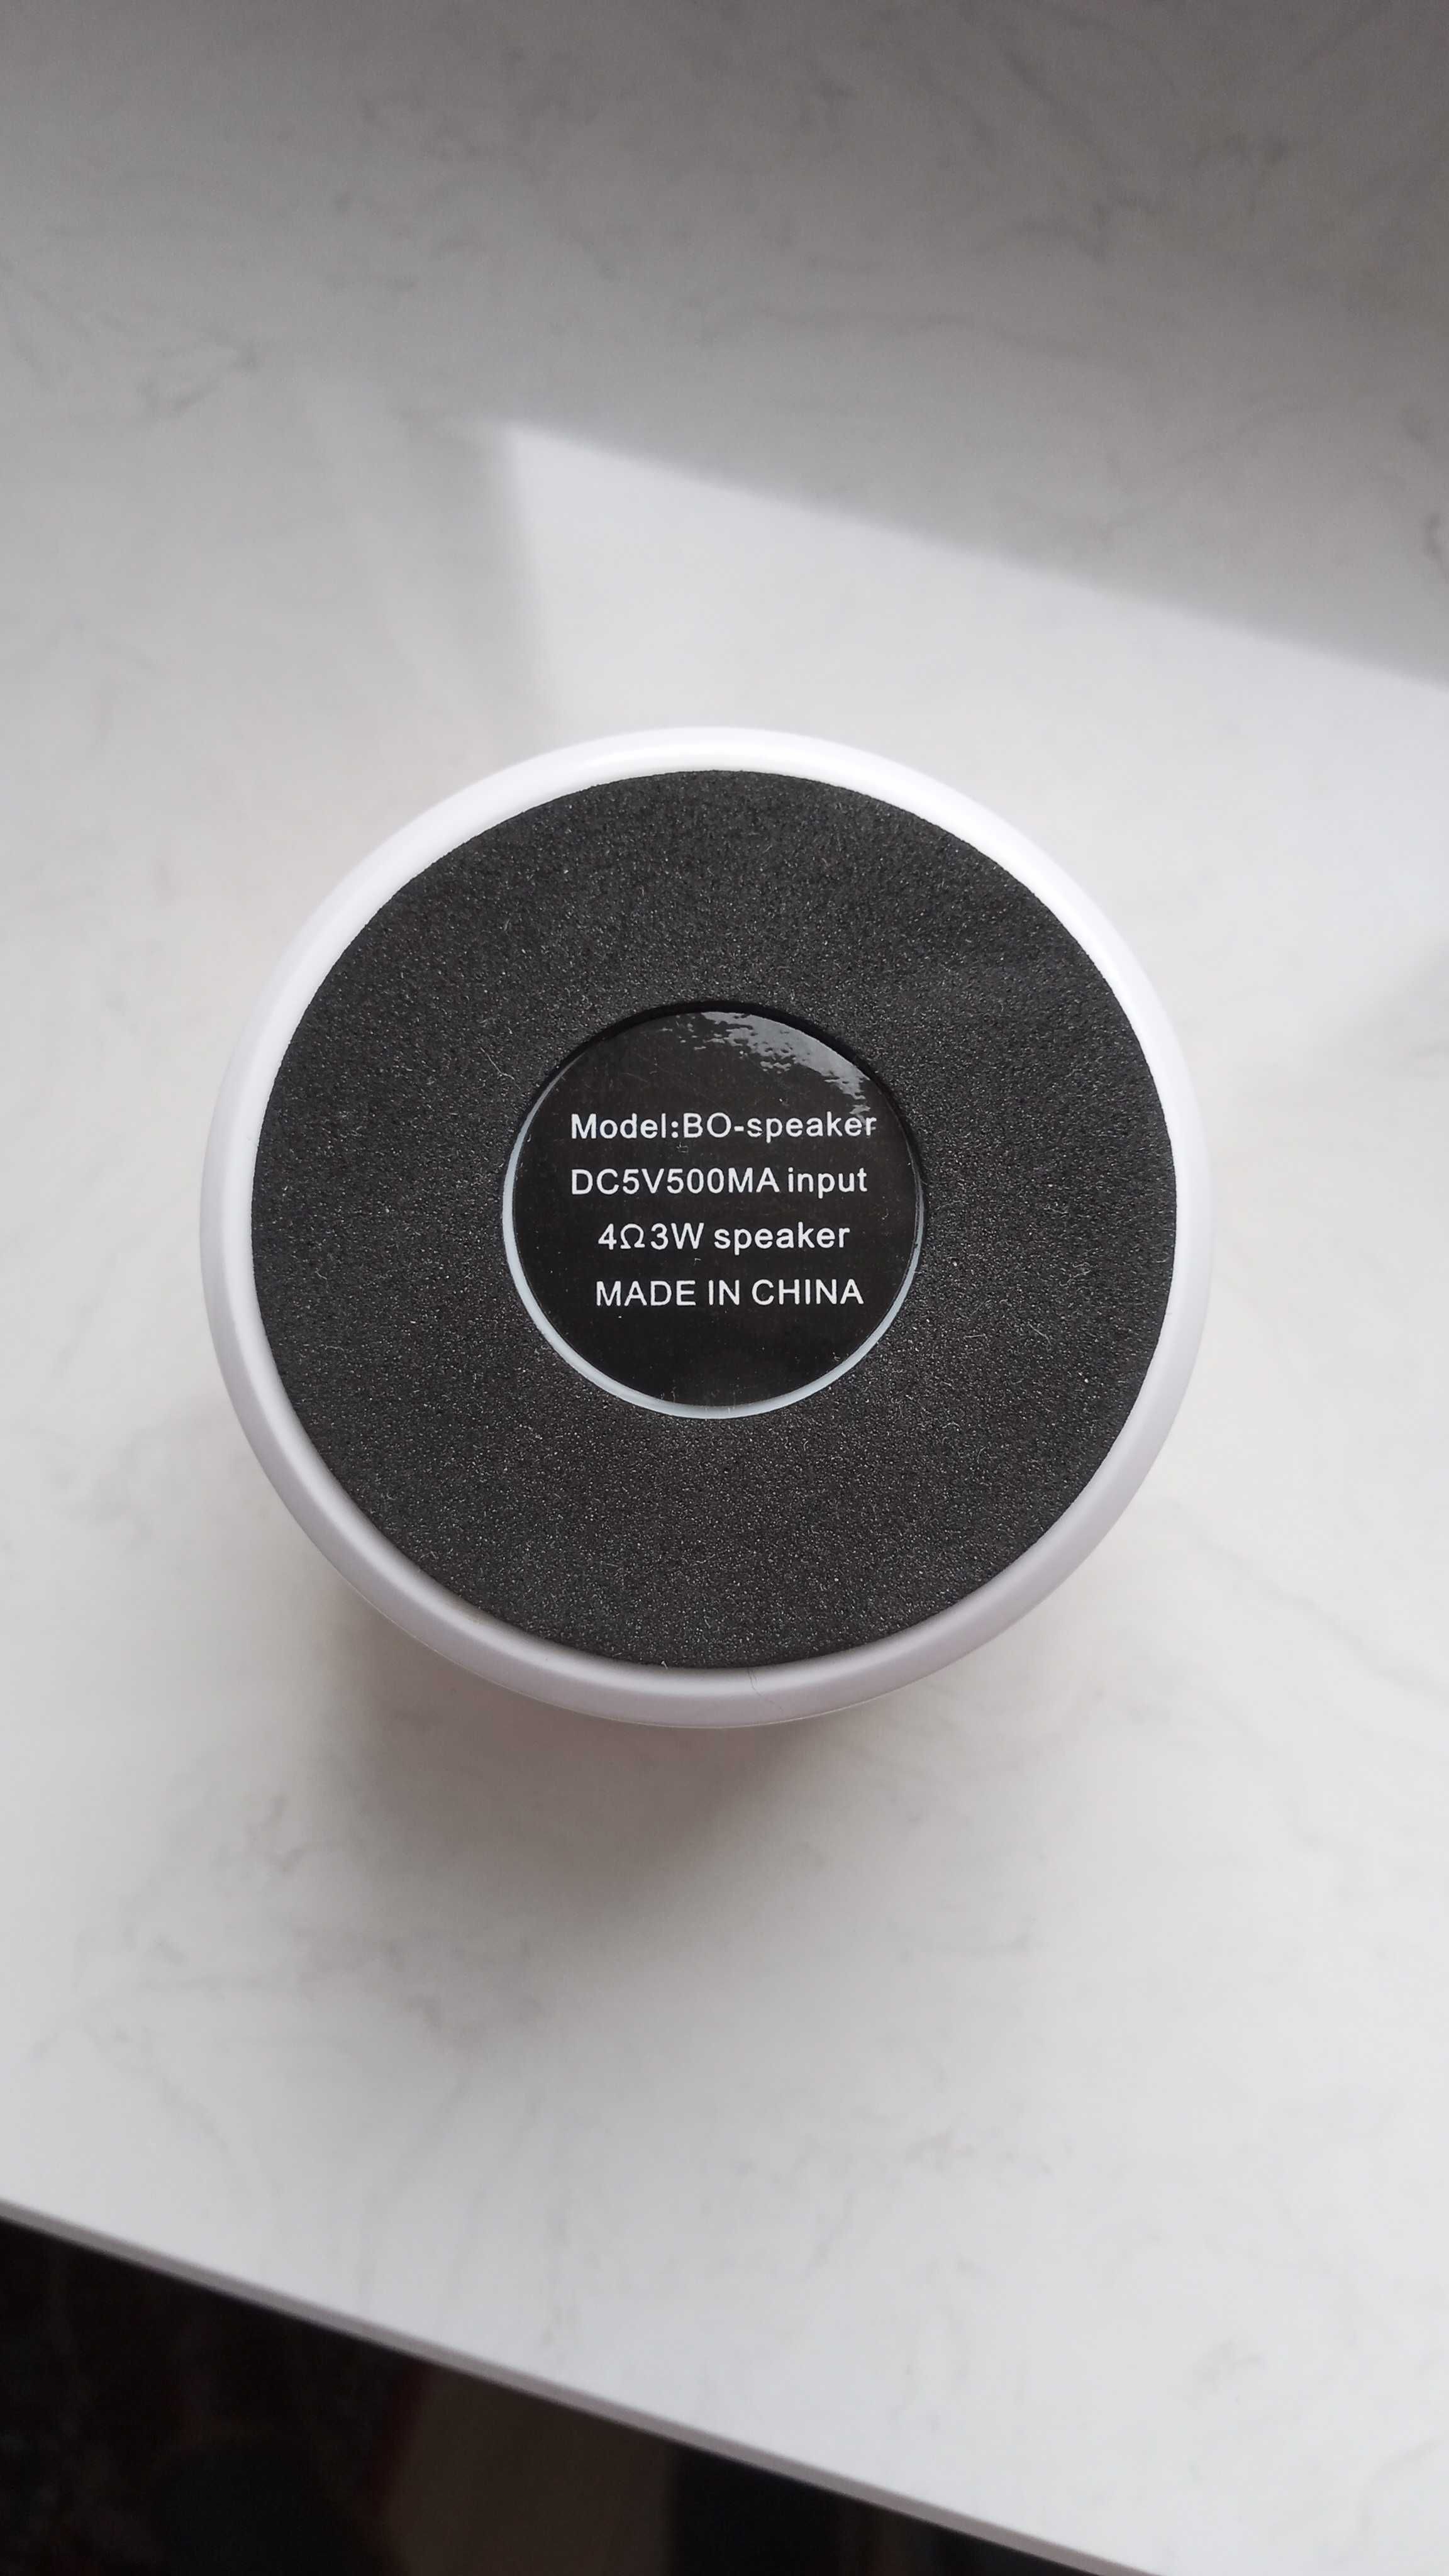 Model:BO-speaker
DC5V500MA input
4Ω3W speaker
MADE IN CHINA